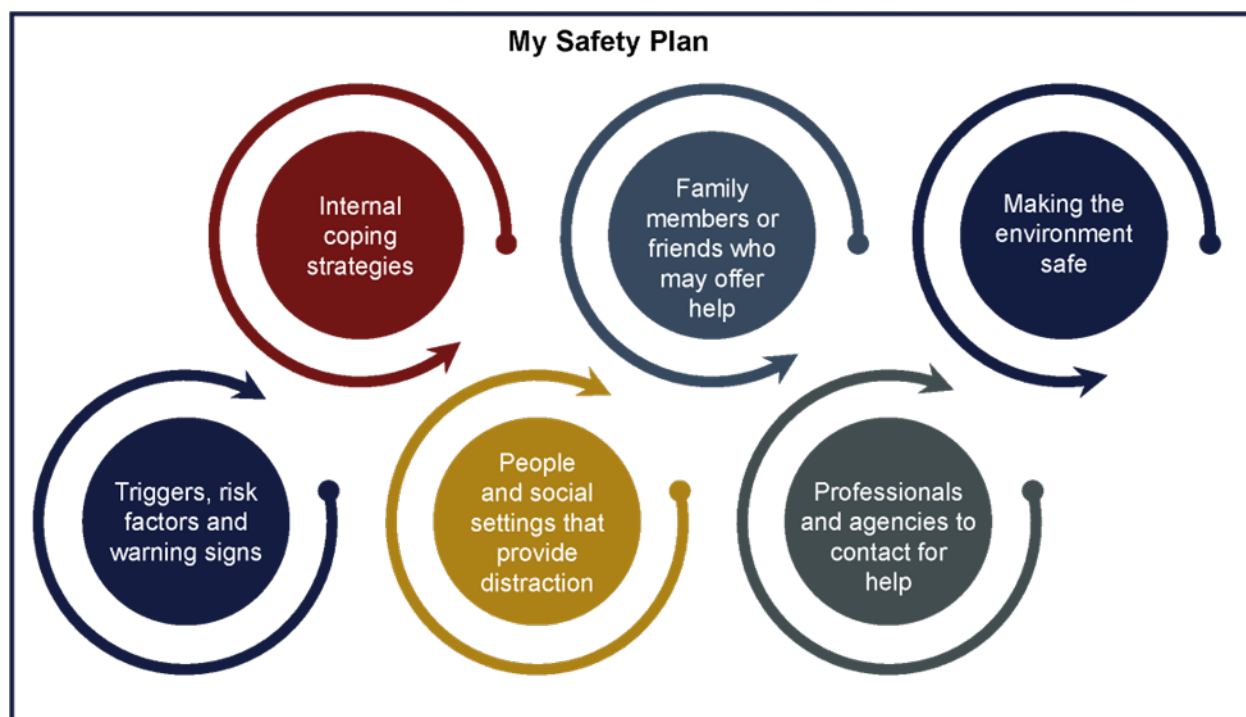 My Safety Plan
Triggers, risk
factors and
warning signs
Internal
coping
strategies
People
and social
settings that
provide
distraction
Family
members or
friends who
may offer
help
Professionals
and agencies to
contact for
help
Making the
environment
safe